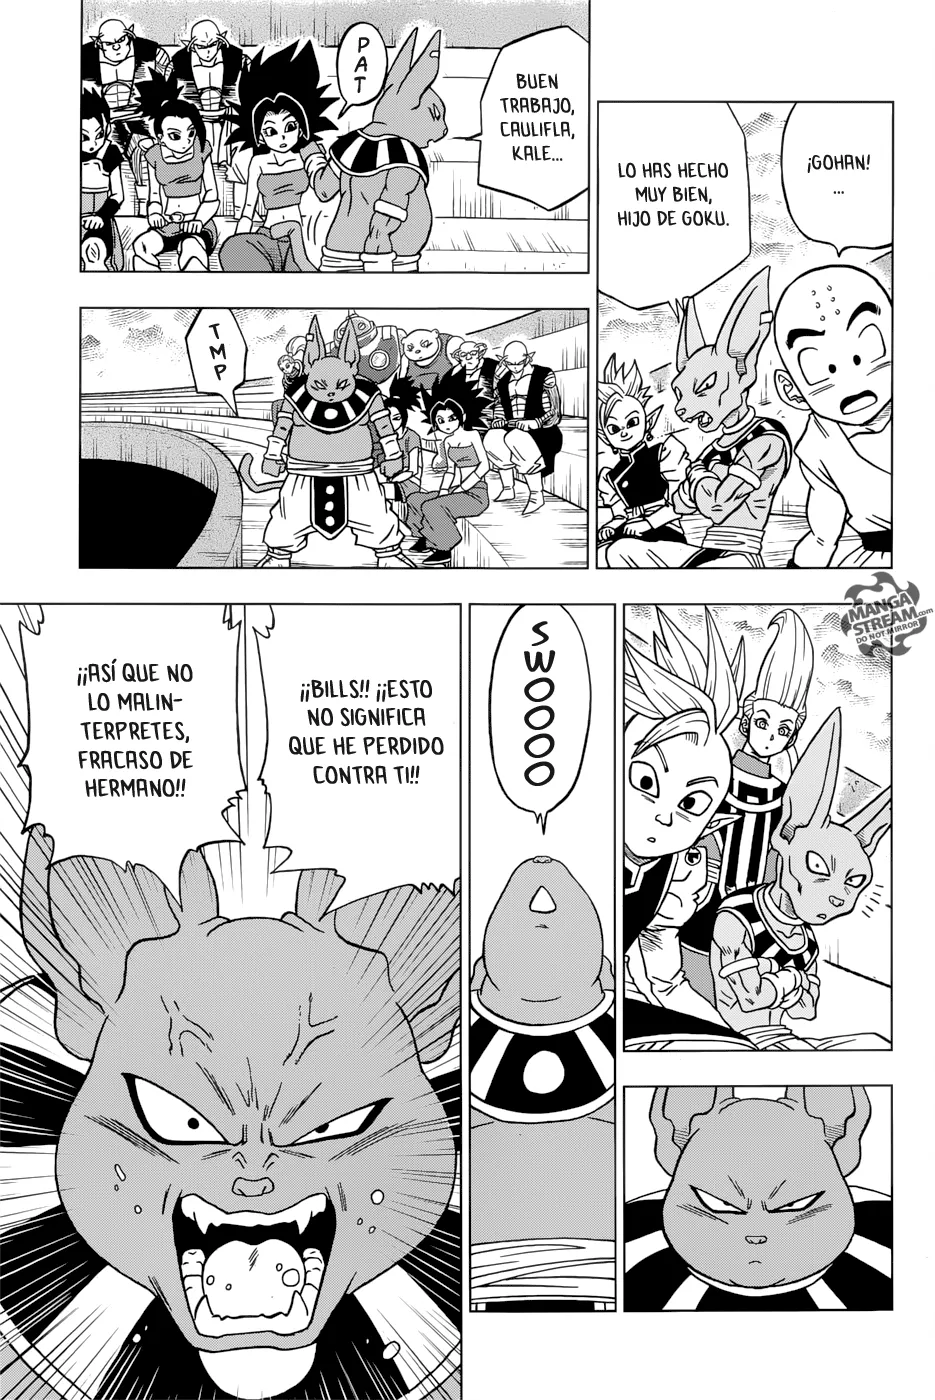 ¡GOHAN!
...
LO HAS HECHO
MUY BIEN,
HIJO DE GOKU.
BUEN
TRABAJO,
CAULIFLA,
KALE...
PAT
TMP
MANGA
STREAM.com
DO NOT MIRROR
SWOOOO
¡¡BILLS!! ¡¡ESTO
NO SIGNIFICA
QUE HE PERDIDO
CONTRA TI!!
¡¡ASÍ QUE NO
LO MALIN-
TERPRETES,
FRACASO DE
HERMANO!!